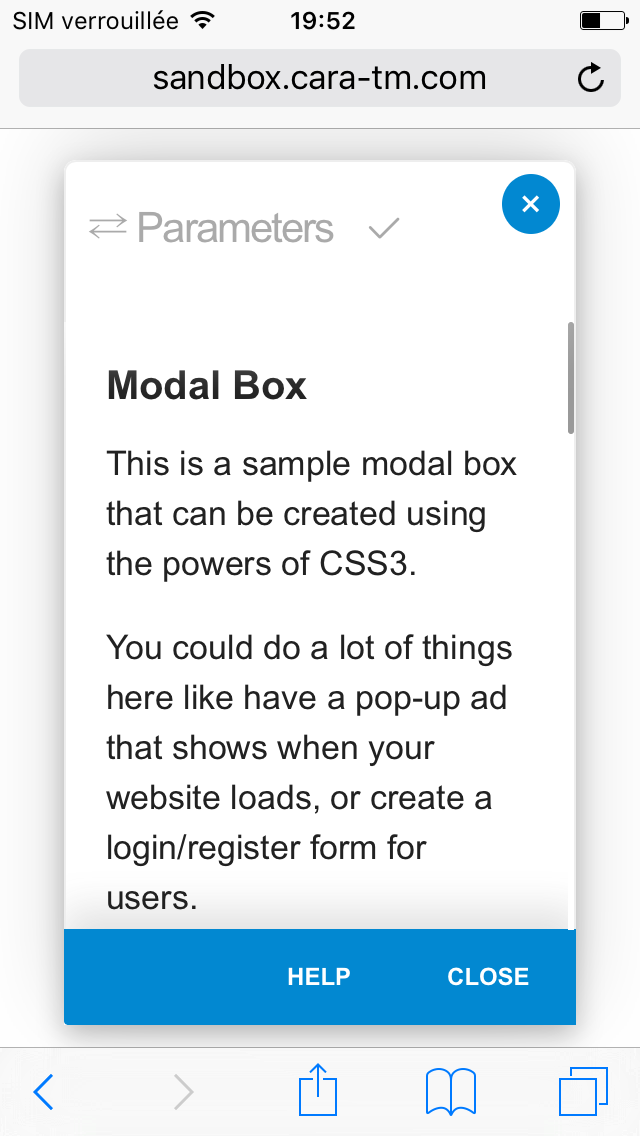 SIM verrouillée 19:52
sandbox.cara-tm.com
Parameters
Modal Box
This is a sample modal box
that can be created using
the powers of CSS3.
You could do a lot of things
here like have a pop-up ad
that shows when your
website loads, or create a
login/register form for
users.
HELP CLOSE